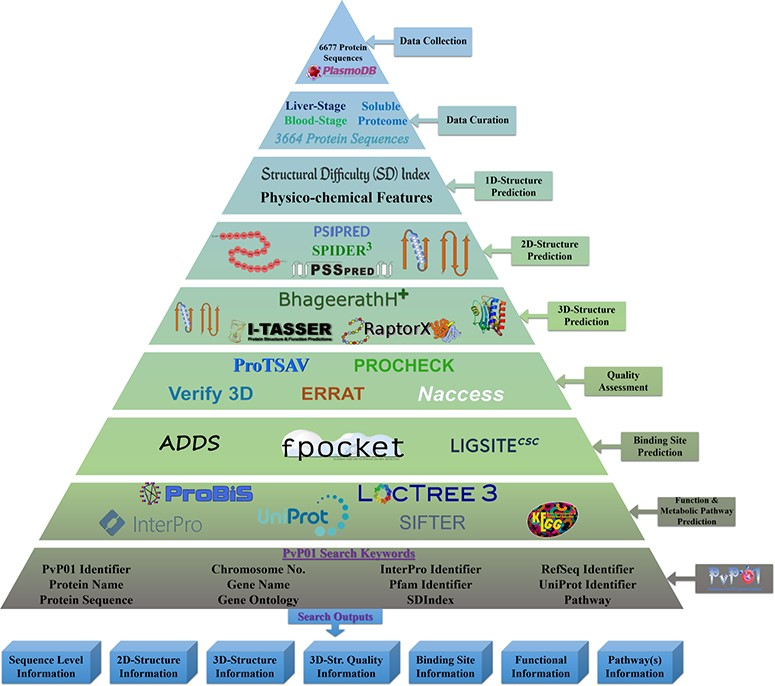 6677 Protein
Sequences
PlasmoDB
Data Collection
Liver-Stage Soluble
Blood-Stage Proteome
3664 Protein Sequences
Data Curation
Structural Difficulty (SD) Index
Physico-chemical Features
1D-Structure
Prediction
PSIPRED
SPIDER3
PSSpred
2D-Structure
Prediction
BhageerathH+
I-TASSER
Protein Structure & Function Predictions
RaptorX
3D-Structure
Prediction
ProTSAV PROCHECK
Verify 3D ERRAT Naccess
Quality
Assessment
ADDS fpocket LIGSITEcsc
Binding Site
Prediction
ProBiS LOCTREE 3
InterPro UniProt SIFTER KEGG
Function &
Metabolic Pathway
Prediction
PvP01 Search Keywords
PvP01 Identifier Chromosome No. InterPro Identifier RefSeq Identifier
Protein Name Gene Name Pfam Identifier UniProt Identifier
Protein Sequence Gene Ontology SDIndex Pathway
PvP01
Search Outputs
Sequence Level
Information
2D-Structure
Information
3D-Structure
Information
3D-Str. Quality
Information
Binding Site
Information
Functional
Information
Pathway(s)
Information